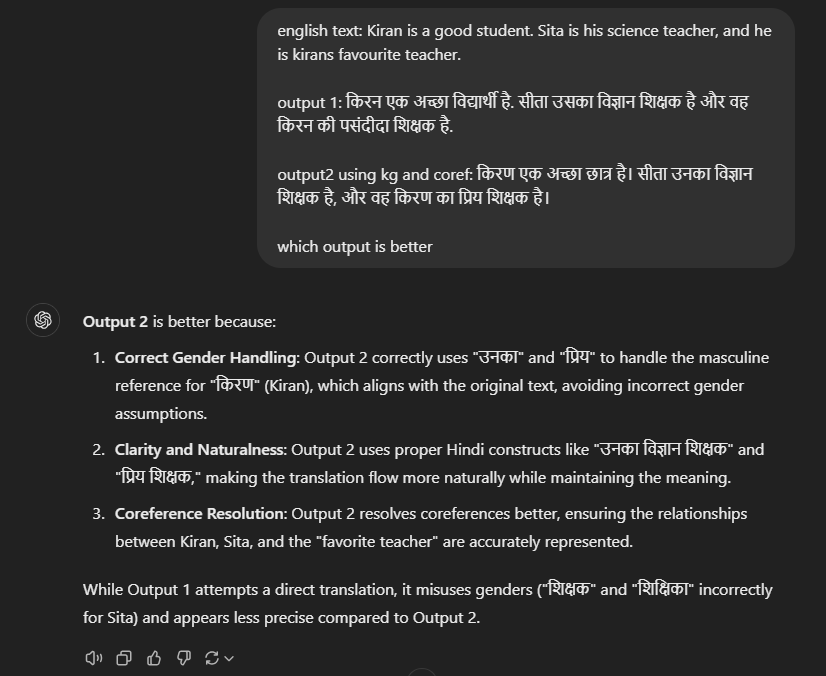 english text: Kiran is a good student. Sita is his science teacher, and he
is kirans favourite teacher.
output 1: किरन एक अच्छा विद्यार्थी है. सीता उसका विज्ञान शिक्षक है और वह
किरन की पसंदीदा शिक्षक है.
output2 using kg and coref: किरण एक अच्छा छात्र है। सीता उनका विज्ञान
शिक्षक है, और वह किरण का प्रिय शिक्षक है।
which output is better
Output 2 is better because:
1. Correct Gender Handling: Output 2 correctly uses "उनका" and "प्रिय" to handle the masculine
reference for "किरण" (Kiran), which aligns with the original text, avoiding incorrect gender
assumptions.
2. Clarity and Naturalness: Output 2 uses proper Hindi constructs like "उनका विज्ञान शिक्षक" and
"प्रिय शिक्षक," making the translation flow more naturally while maintaining the meaning.
3. Coreference Resolution: Output 2 resolves coreferences better, ensuring the relationships
between Kiran, Sita, and the "favorite teacher" are accurately represented.
While Output 1 attempts a direct translation, it misuses genders ("शिक्षक" and "शिक्षिका" incorrectly
for Sita) and appears less precise compared to Output 2.